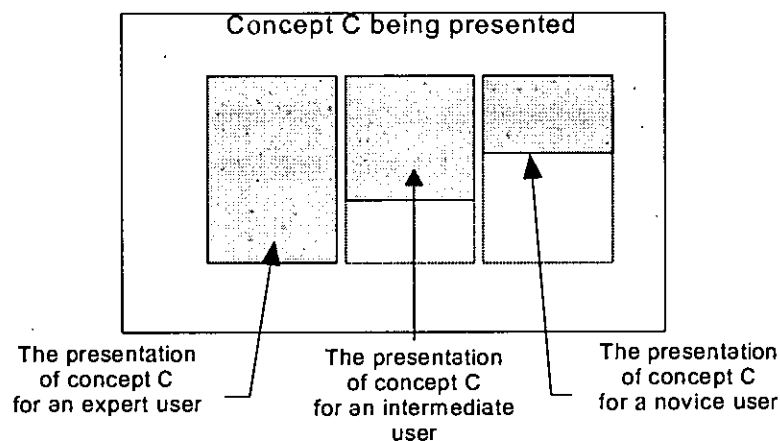 Concept C being presented
The presentation
of concept C
for an expert user
The presentation
of concept C
for an intermediate
user
The presentation
of concept C
for a novice user